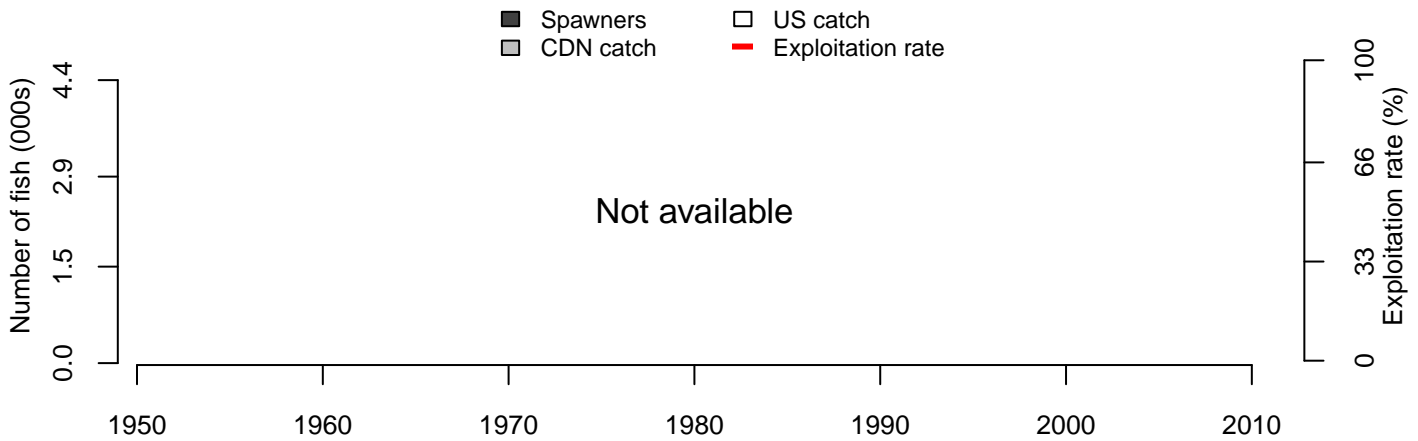 Spawners
US catch
CDN catch
Exploitation rate
Number of fish (000s)
4.4
2.9
1.5
0.0
Not available
100
66
33
0
Exploitation rate (%)
1950 1960 1970 1980 1990 2000 2010